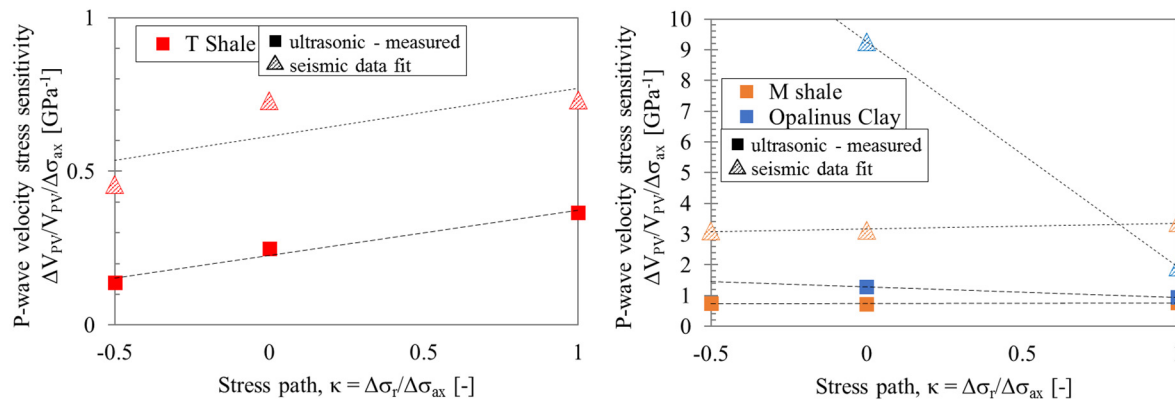 P-wave velocity stress sensitivity
ΔV_PV/V_PV/Δσ_ax [GPa⁻¹]
1
0.5
0
T Shale
ultrasonic - measured
seismic data fit
-0.5
0
0.5
1
Stress path, κ = Δσ_r/Δσ_ax [-]
P-wave velocity stress sensitivity
ΔV_PV/V_PV/Δσ_ax [GPa⁻¹]
10
9
8
7
6
5
4
3
2
1
0
M shale
Opalinus Clay
ultrasonic - measured
seismic data fit
-0.5
0
0.5
Stress path, κ = Δσ_r/Δσ_ax [-]